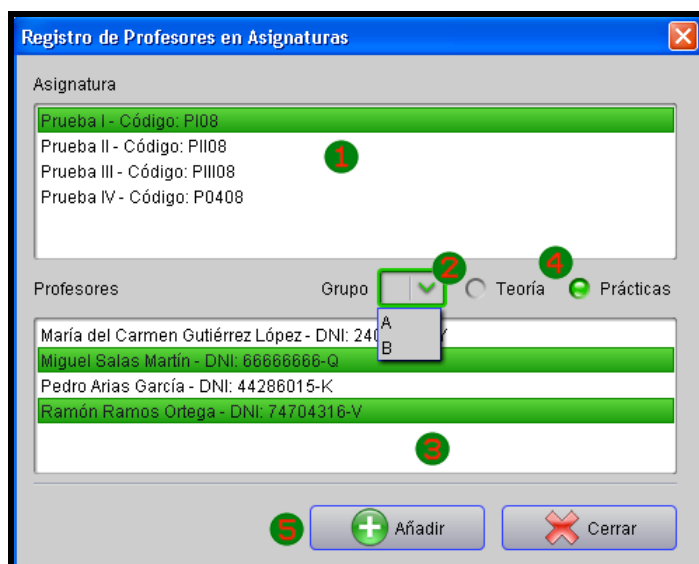 Registro de Profesores en Asignaturas
Asignatura
Prueba I - Código: PI08
Prueba II - Código: PII08
1
Prueba III - Código: PIII08
Prueba IV - Código: P0408
Profesores Grupo 2 Teoría 4 Prácticas
María del Carmen Gutiérrez López - DNI: 240 Y
A
Miguel Salas Martín - DNI: 66666666-Q
B
Pedro Arias García - DNI: 44286015-K
Ramón Ramos Ortega - DNI: 74704316-V
3
5 Añadir Cerrar